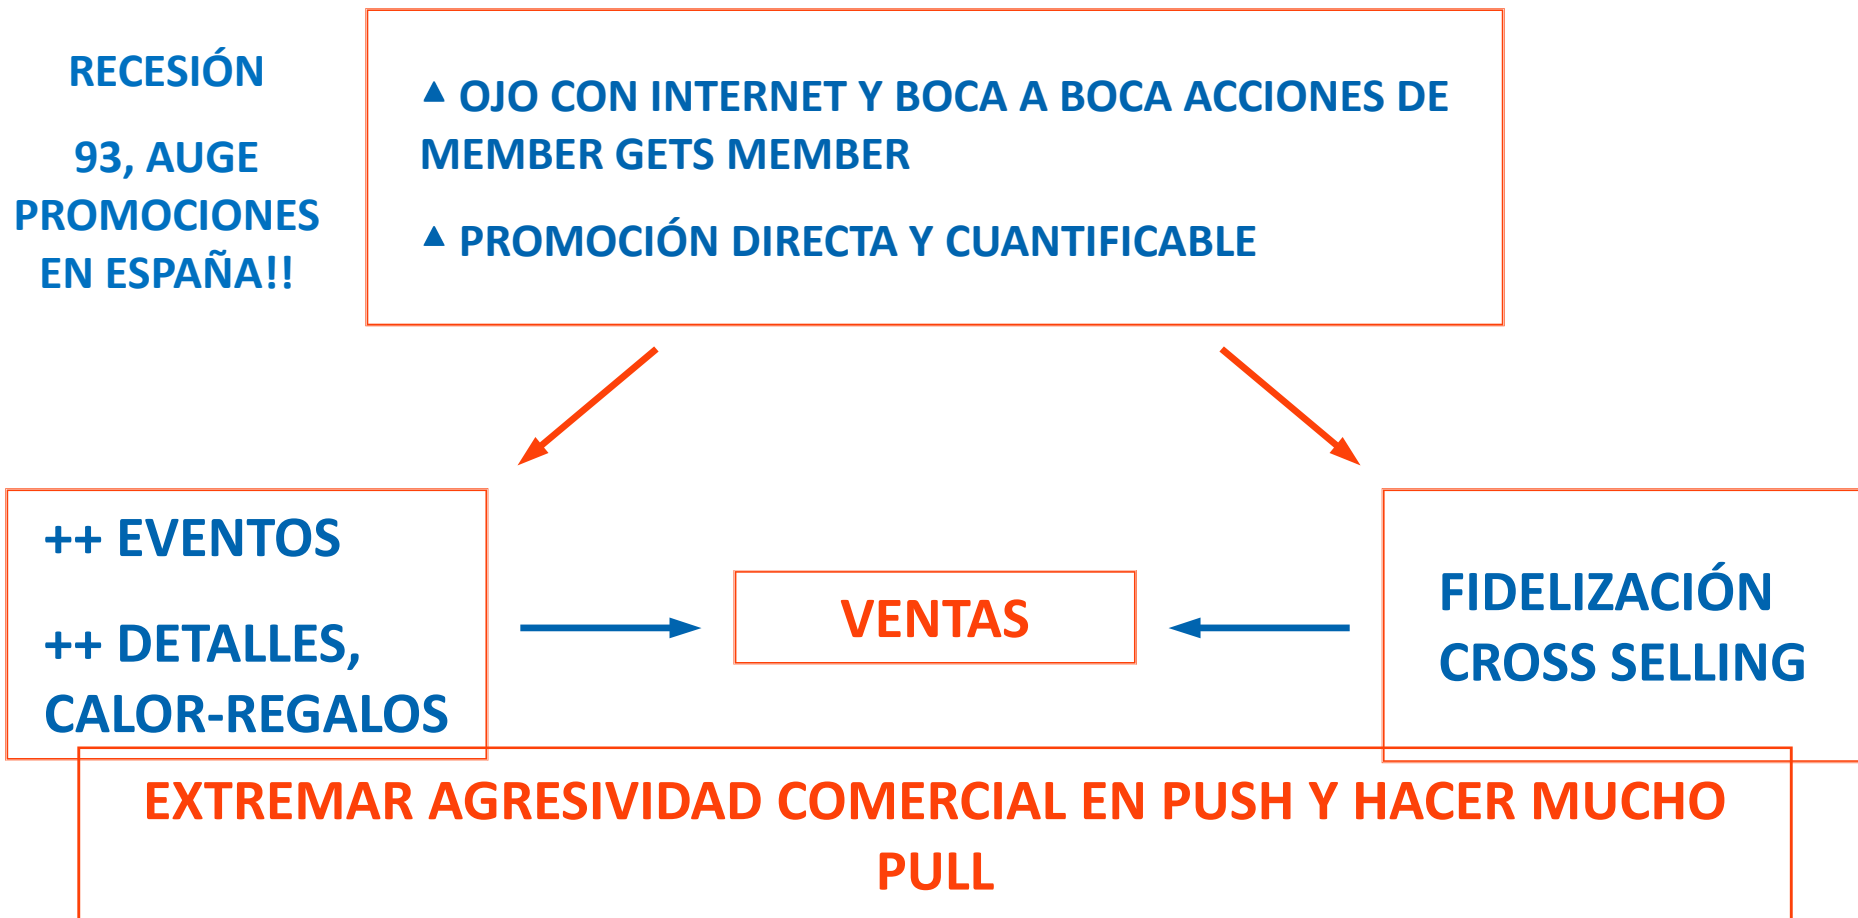 RECESIÓN
93, AUGE
PROMOCIONES
EN ESPAÑA!!
▲ OJO CON INTERNET Y BOCA A BOCA ACCIONES DE
MEMBER GETS MEMBER
▲ PROMOCIÓN DIRECTA Y CUANTIFICABLE
++ EVENTOS
++ DETALLES,
CALOR-REGALOS
VENTAS
FIDELIZACIÓN
CROSS SELLING
EXTREMAR AGRESIVIDAD COMERCIAL EN PUSH Y HACER MUCHO
PULL